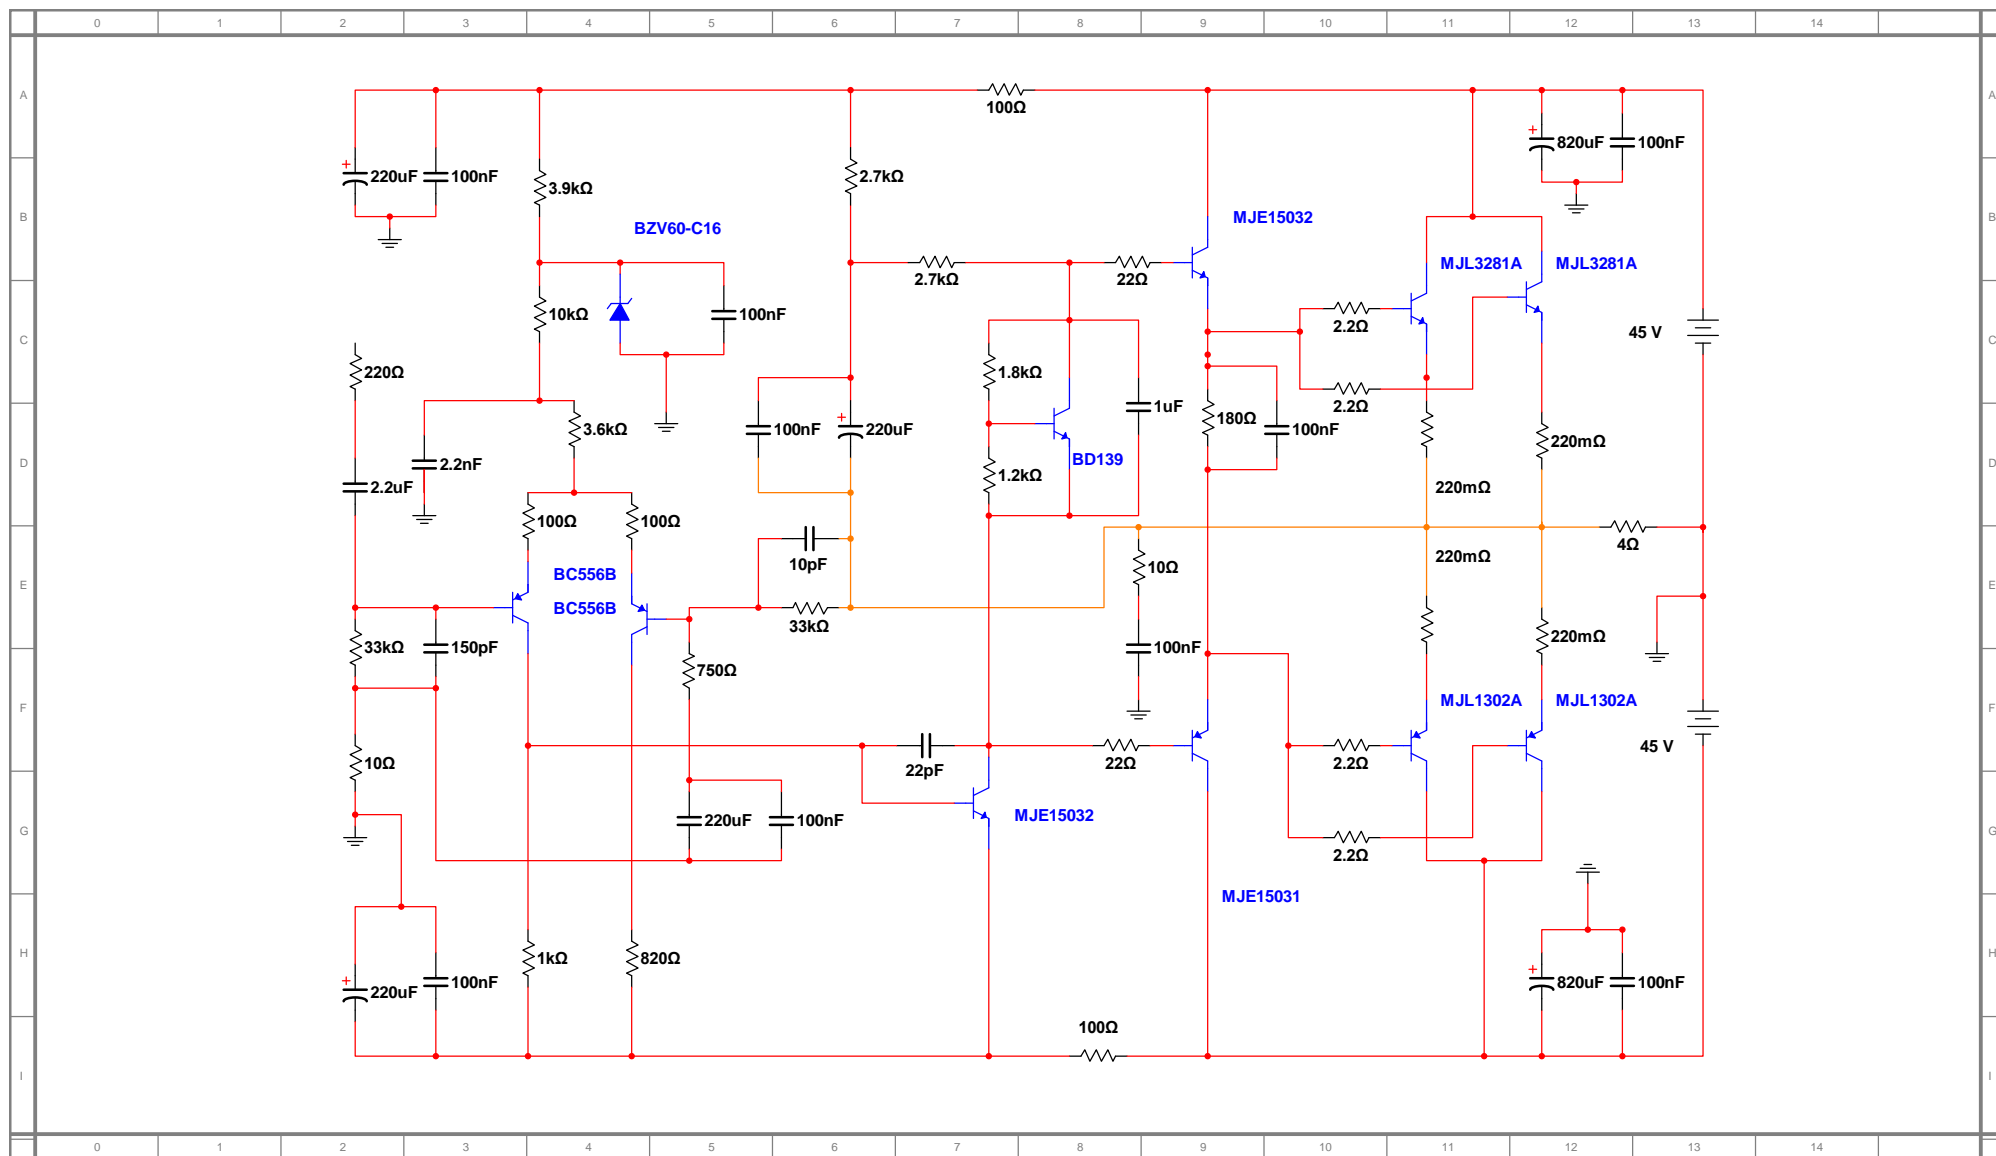 0 1 2 3 4 5 6 7 8 9 10 11 12 13 14
A A
100Ω
+ 820uF 100nF
+ 220uF 100nF
2.7kΩ
3.9kΩ
B B
MJE15032
BZV60-C16
MJL3281A MJL3281A
2.7kΩ 22Ω
10kΩ 100nF
2.2Ω
45 V
C C
220Ω 1.8kΩ
2.2Ω
1uF
+
180Ω
3.6kΩ 100nF 220uF 100nF
220mΩ
BD139
D D
2.2nF
1.2kΩ
2.2uF 220mΩ
100Ω 100Ω
4Ω
10pF 220mΩ
10Ω
BC556B
E E
BC556B
33kΩ
220mΩ
33kΩ 150pF 100nF
750Ω
MJL1302A MJL1302A
F F
45 V
10Ω 22pF 22Ω 2.2Ω
MJE15032
220uF 100nF
G G
2.2Ω
MJE15031
H H
1kΩ 820Ω
+ 820uF 100nF
+ 220uF 100nF
100Ω
I I
0 1 2 3 4 5 6 7 8 9 10 11 12 13 14